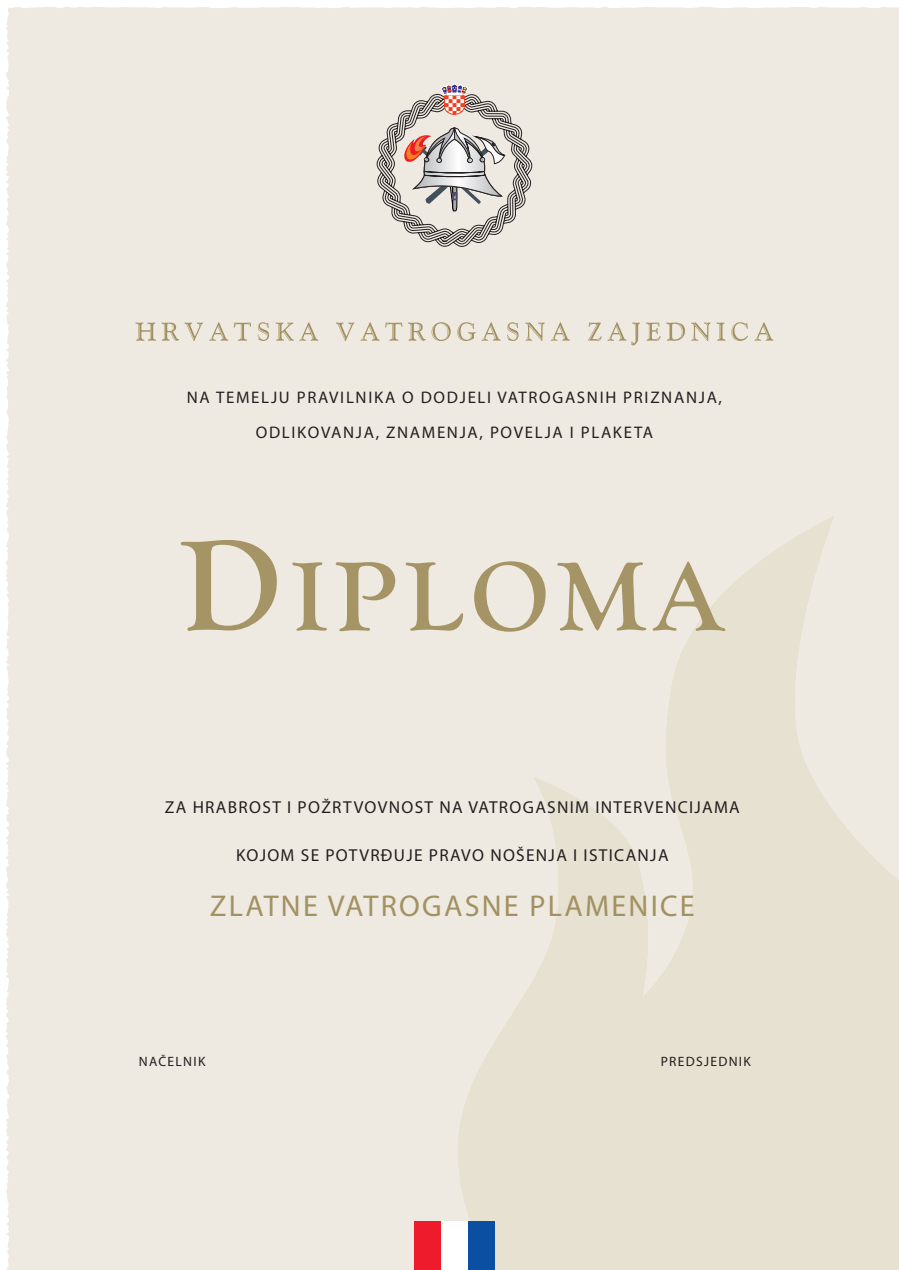 HRVATSKA VATROGASNA ZAJEDNICA
NA TEMELJU PRAVILNIKA O DODJELI VATROGASNIH PRIZNANJA,
ODLIKOVANJA, ZNAMENJA, POVELJA I PLAKETA
DIPLOMA
ZA HRABROST I POŽRTVOVNOST NA VATROGASNIM INTERVENCIJAMA
KOJOM SE POTVRĐUJE PRAVO NOŠENJA I ISTICANJA
ZLATNE VATROGASNE PLAMENICE
NAČELNIK
PREDSJEDNIK